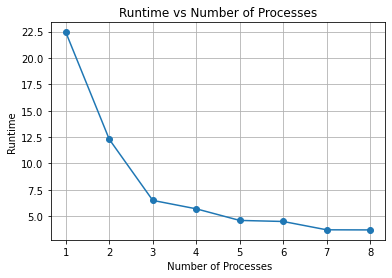 Runtime vs Number of Processes
22.5
20.0
17.5
15.0
12.5
10.0
7.5
5.0
Runtime
1 2 3 4 5 6 7 8
Number of Processes